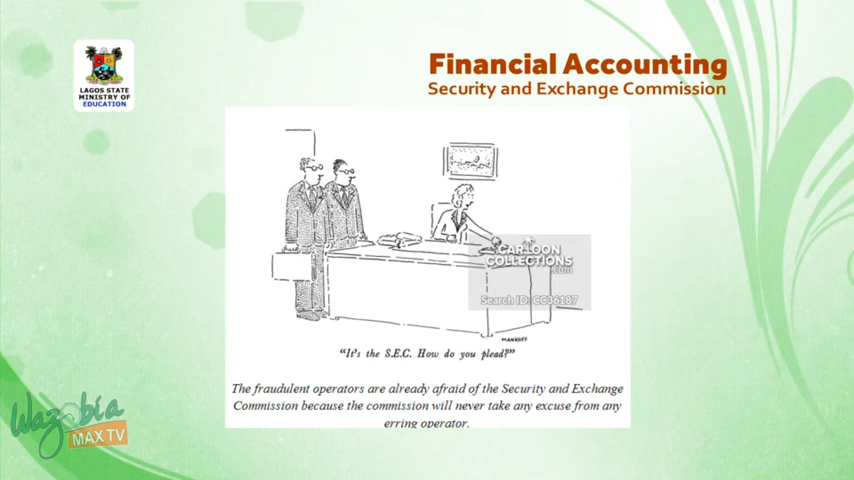 LAGOS STATE
MINISTRY OF
EDUCATION
Financial Accounting
Security and Exchange Commission
CARTOON
COLLECTIONS
.com
Search ID: CC36187
MANKOFF
“It's the S.E.C. How do you plead?”
The fraudulent operators are already afraid of the Security and Exchange
Commission because the commission will never take any excuse from any
erring operator.
Wazobia
MAX TV